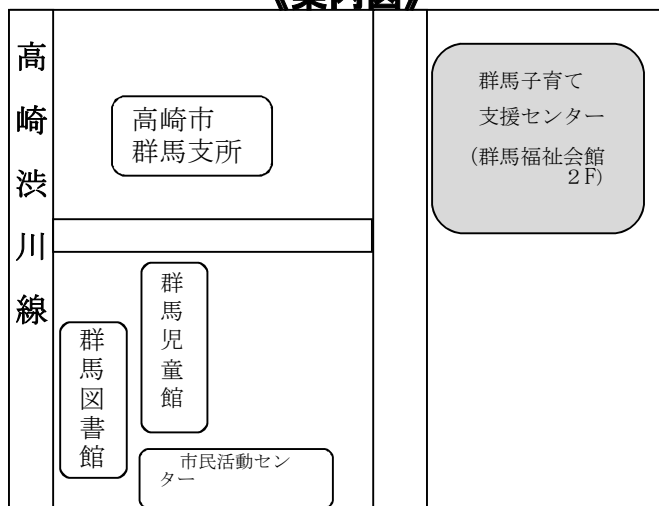 《案内図》
高崎渋川線
高崎市
群馬支所
群馬子育て
支援センター
(群馬福祉会館
２F)
群馬児童館
群馬図書館
市民活動セン
ター